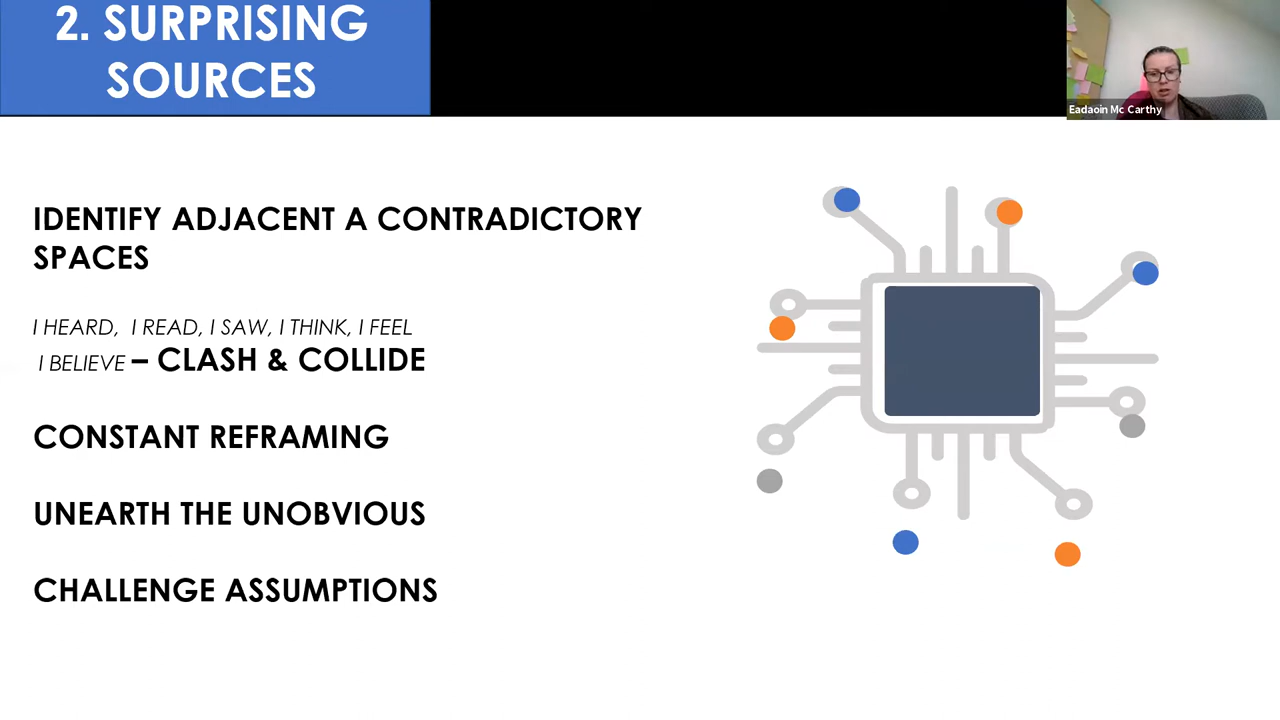 2. SURPRISING
SOURCES
Eadaoin Mc Carthy
IDENTIFY ADJACENT A CONTRADICTORY
SPACES
I HEARD, I READ, I SAW, I THINK, I FEEL
I BELIEVE – CLASH & COLLIDE
CONSTANT REFRAMING
UNEARTH THE UNOBVIOUS
CHALLENGE ASSUMPTIONS